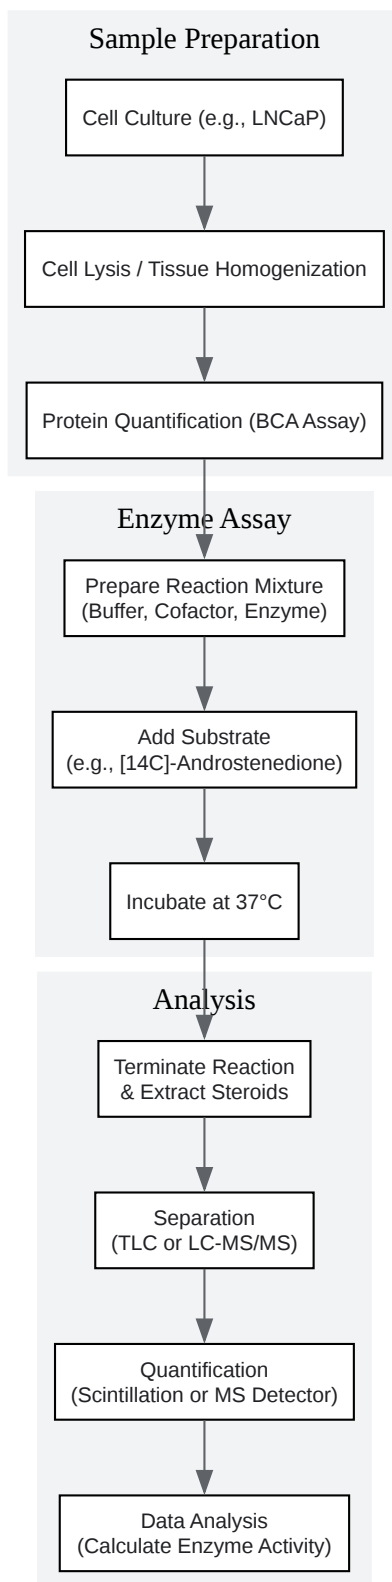 Sample Preparation
Cell Culture (e.g., LNCaP)
Cell Lysis / Tissue Homogenization
Protein Quantification (BCA Assay)
Enzyme Assay
Prepare Reaction Mixture
(Buffer, Cofactor, Enzyme)
Add Substrate
(e.g., [14C]-Androstenedione)
Incubate at 37°C
Analysis
Terminate Reaction
& Extract Steroids
Separation
(TLC or LC-MS/MS)
Quantification
(Scintillation or MS Detector)
Data Analysis
(Calculate Enzyme Activity)